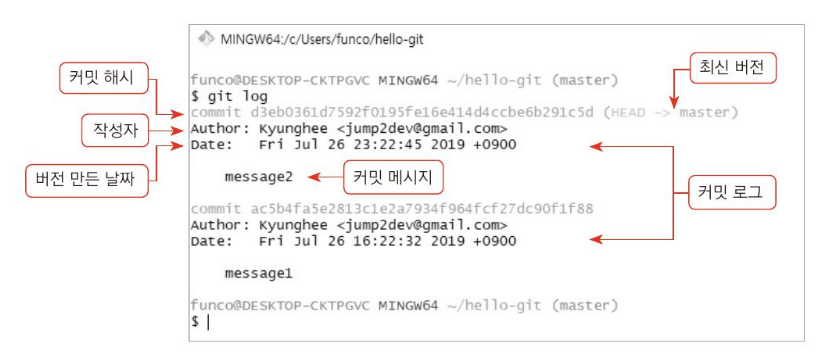 MINGW64:/c/Users/funco/hello-git
funco@DESKTOP-CKTPGVC MINGW64 ~/hello-git (master)
$ git log
commit d3eb0361d7592f0195fe16e414d4ccbe6b291c5d (HEAD -> master)
Author: Kyunghee <jump2dev@gmail.com>
Date:   Fri Jul 26 23:22:45 2019 +0900
message2
commit ac5b4fa5e2813c1e2a7934f964fcf27dc90f1f88
Author: Kyunghee <jump2dev@gmail.com>
Date:   Fri Jul 26 16:22:32 2019 +0900
message1
funco@DESKTOP-CKTPGVC MINGW64 ~/hello-git (master)
$
커밋 해시
작성자
버전 만든 날짜
커밋 메시지
최신 버전
커밋 로그